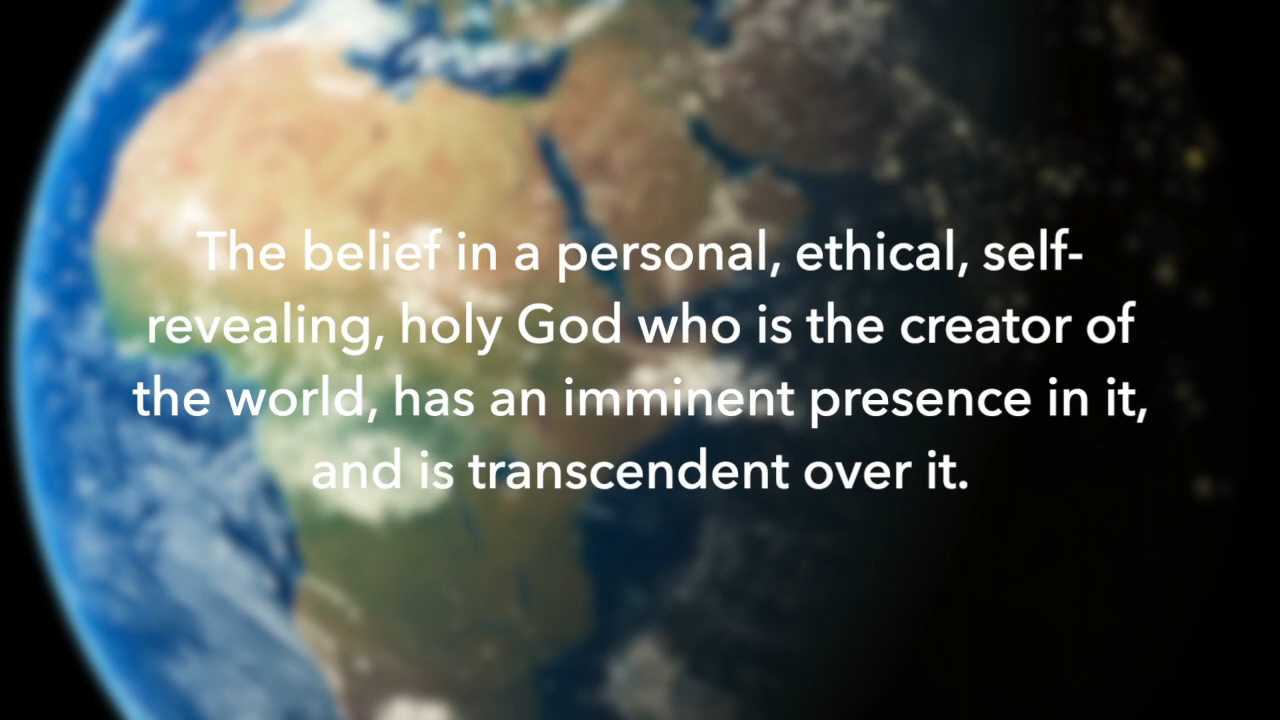 The belief in a personal, ethical, self-
revealing, holy God who is the creator of
the world, has an imminent presence in it,
and is transcendent over it.